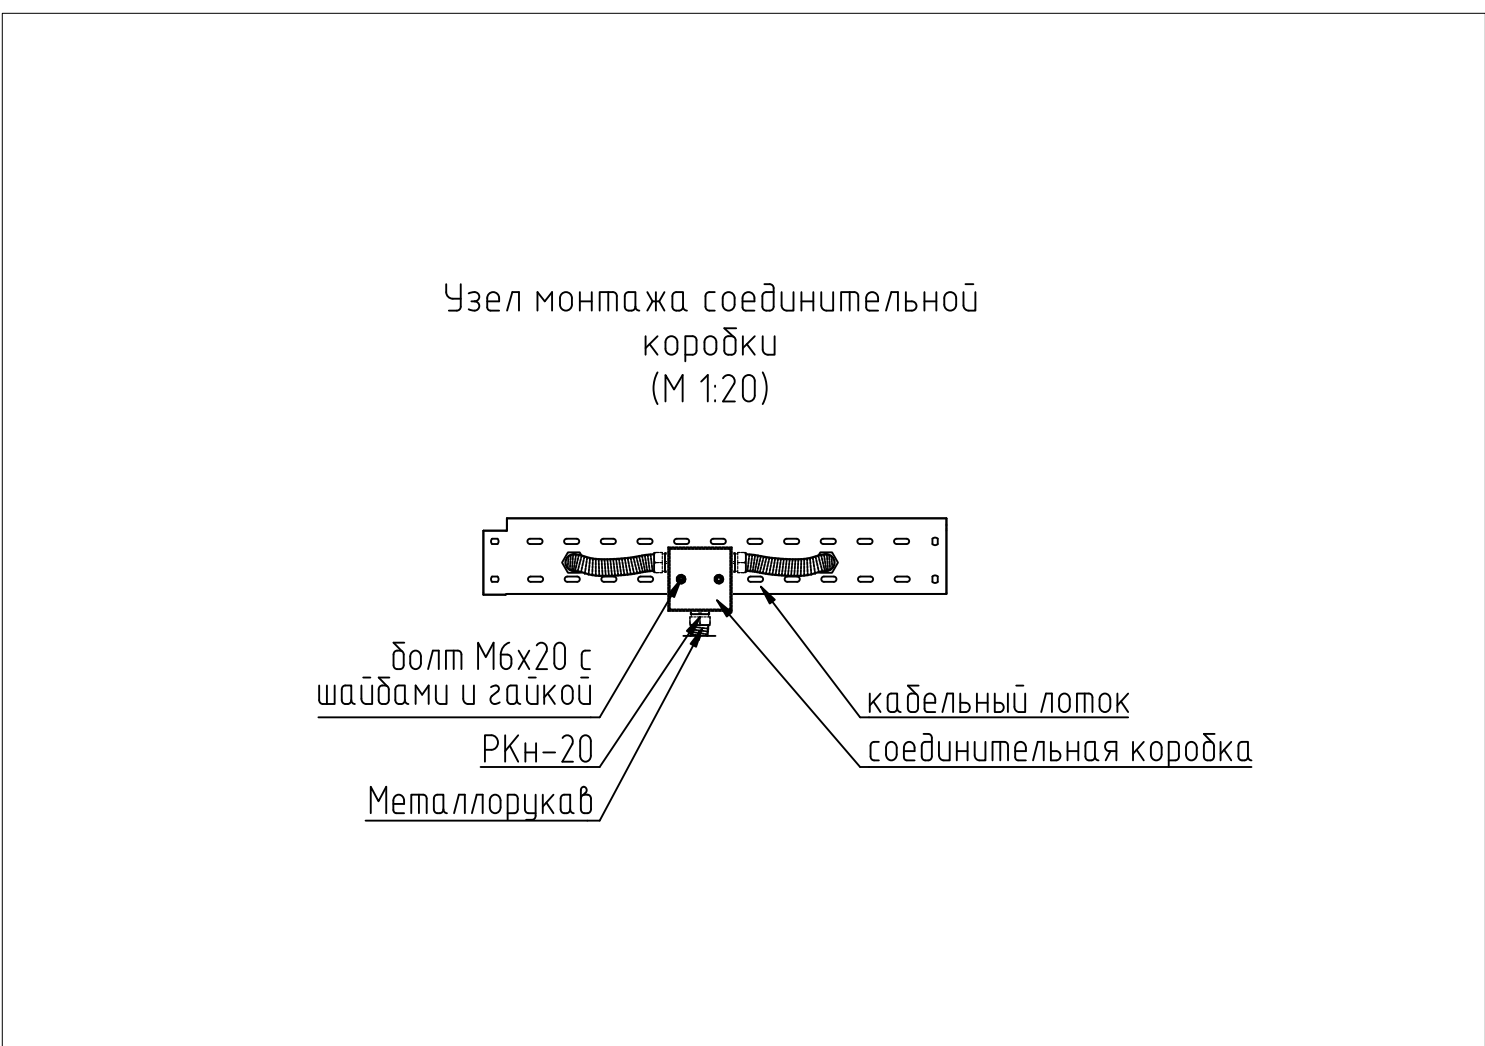 Узел монтажа соединительной
коробки
(М 1:20)
болт М6х20 с
шайбами и гайкой
РКн-20
Металлорукав
кабельный лоток
соединительная коробка